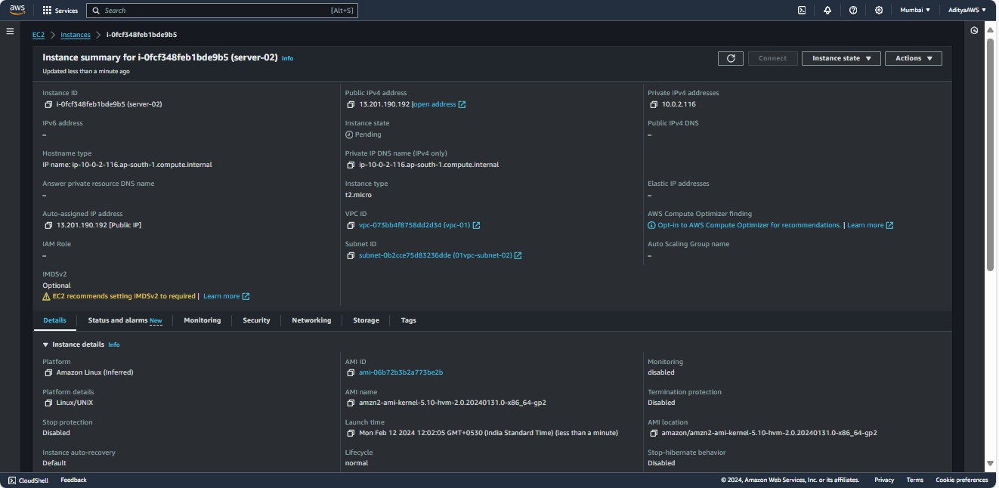 aws
Services
Search
[Alt+S]
Mumbai ▼
AdityaAWS ▼
EC2 > Instances > i-0fcf348feb1bde9b5
Instance summary for i-0fcf348feb1bde9b5 (server-02) Info
Updated less than a minute ago
Connect
Instance state ▼
Actions ▼
Instance ID
i-0fcf348feb1bde9b5 (server-02)
Public IPv4 address
13.201.190.192 |open address
Private IPv4 addresses
10.0.2.116
IPv6 address
–
Instance state
Pending
Public IPv4 DNS
–
Hostname type
IP name: ip-10-0-2-116.ap-south-1.compute.internal
Private IP DNS name (IPv4 only)
ip-10-0-2-116.ap-south-1.compute.internal
Answer private resource DNS name
–
Instance type
t2.micro
Elastic IP addresses
–
Auto-assigned IP address
13.201.190.192 [Public IP]
VPC ID
vpc-073bb4f8758dd2d34 (vpc-01)
AWS Compute Optimizer finding
Opt-in to AWS Compute Optimizer for recommendations. | Learn more
IAM Role
–
Subnet ID
subnet-0b2cce75d83236dde (01vpc-subnet-02)
Auto Scaling Group name
–
IMDSv2
Optional
EC2 recommends setting IMDSv2 to required | Learn more
Details
Status and alarms New
Monitoring
Security
Networking
Storage
Tags
▼ Instance details Info
Platform
Amazon Linux (Inferred)
AMI ID
ami-06b72b3b2a773be2b
Monitoring
disabled
Platform details
Linux/UNIX
AMI name
amzn2-ami-kernel-5.10-hvm-2.0.20240131.0-x86_64-gp2
Termination protection
Disabled
Stop protection
Disabled
Launch time
Mon Feb 12 2024 12:02:05 GMT+0530 (India Standard Time) (less than a minute)
AMI location
amazon/amzn2-ami-kernel-5.10-hvm-2.0.20240131.0-x86_64-gp2
Instance auto-recovery
Default
Lifecycle
normal
Stop-hibernate behavior
Disabled
CloudShell
Feedback
© 2024, Amazon Web Services, Inc. or its affiliates.
Privacy
Terms
Cookie preferences